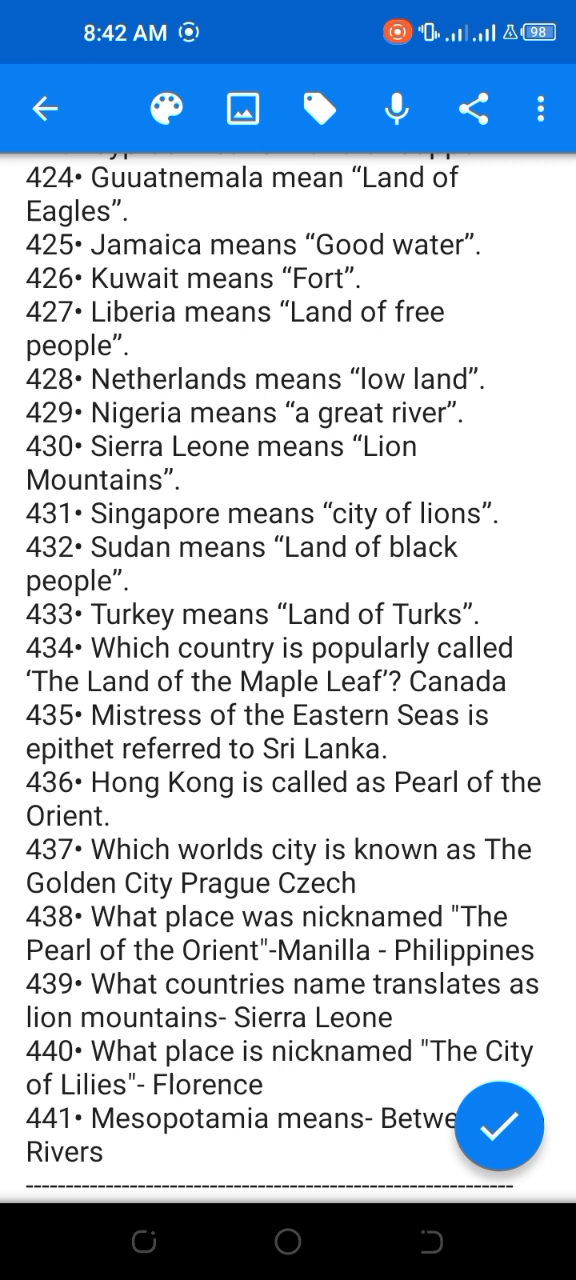 8:42 AM
98
424• Guuatnemala mean “Land of
Eagles”.
425• Jamaica means “Good water”.
426• Kuwait means “Fort”.
427• Liberia means “Land of free
people”.
428• Netherlands means “low land”.
429• Nigeria means “a great river”.
430• Sierra Leone means “Lion
Mountains”.
431• Singapore means “city of lions”.
432• Sudan means “Land of black
people”.
433• Turkey means “Land of Turks”.
434• Which country is popularly called
‘The Land of the Maple Leaf’? Canada
435• Mistress of the Eastern Seas is
epithet referred to Sri Lanka.
436• Hong Kong is called as Pearl of the
Orient.
437• Which worlds city is known as The
Golden City Prague Czech
438• What place was nicknamed "The
Pearl of the Orient"-Manilla - Philippines
439• What countries name translates as
lion mountains- Sierra Leone
440• What place is nicknamed "The City
of Lilies"- Florence
441• Mesopotamia means- Betwe
Rivers
-------------------------------------------------------------